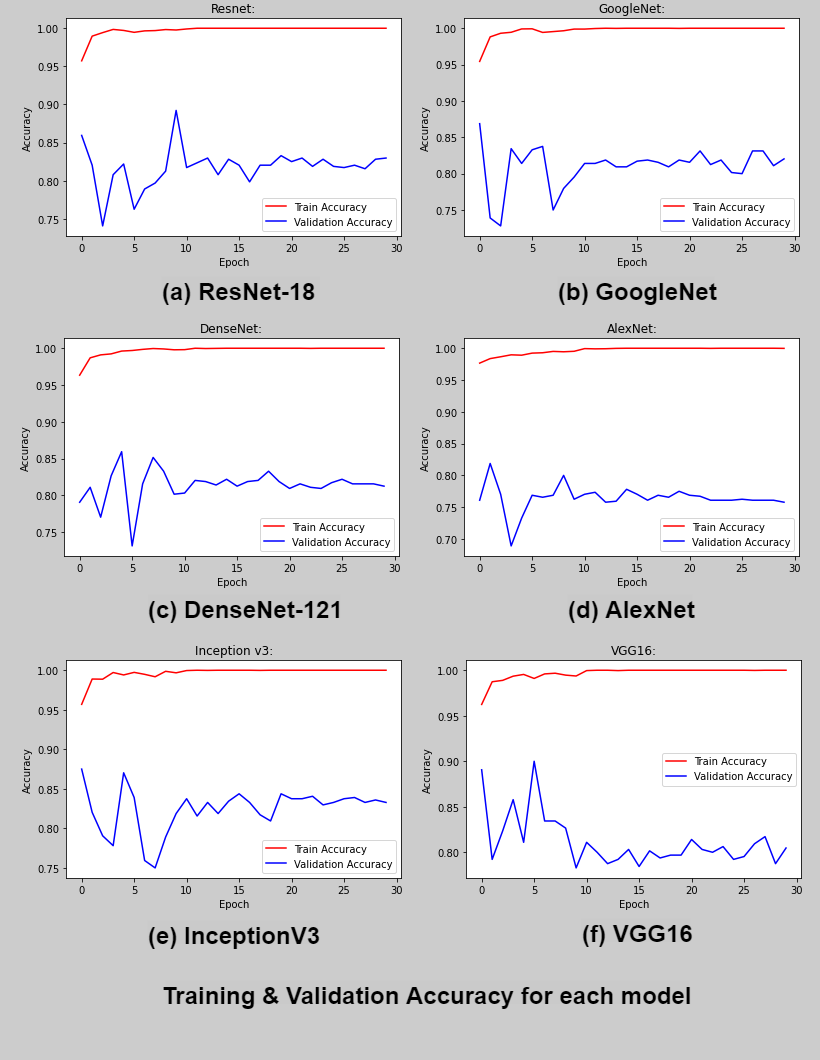 Resnet:
1.00
0.95
0.90
0.85
0.80
0.75
Accuracy
Train Accuracy
Validation Accuracy
0 5 10 15 20 25 30
Epoch
(a) ResNet-18
GoogleNet:
1.00
0.95
0.90
0.85
0.80
0.75
Accuracy
Train Accuracy
Validation Accuracy
0 5 10 15 20 25 30
Epoch
(b) GoogleNet
DenseNet:
1.00
0.95
0.90
0.85
0.80
0.75
Accuracy
Train Accuracy
Validation Accuracy
0 5 10 15 20 25 30
Epoch
(c) DenseNet-121
AlexNet:
1.00
0.95
0.90
0.85
0.80
0.75
0.70
Accuracy
Train Accuracy
Validation Accuracy
0 5 10 15 20 25 30
Epoch
(d) AlexNet
Inception v3:
1.00
0.95
0.90
0.85
0.80
0.75
Accuracy
Train Accuracy
Validation Accuracy
0 5 10 15 20 25 30
Epoch
(e) InceptionV3
VGG16:
1.00
0.95
0.90
0.85
0.80
Accuracy
Train Accuracy
Validation Accuracy
0 5 10 15 20 25 30
Epoch
(f) VGG16
Training & Validation Accuracy for each model